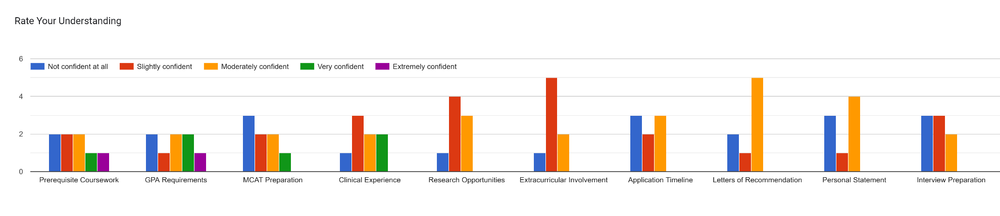 Rate Your Understanding
6
Not confident at all Slightly confident Moderately confident Very confident Extremely confident
4
2
0
Prerequisite Coursework GPA Requirements MCAT Preparation Clinical Experience Research Opportunities Extracurricular Involvement Application Timeline Letters of Recommendation Personal Statement Interview Preparation